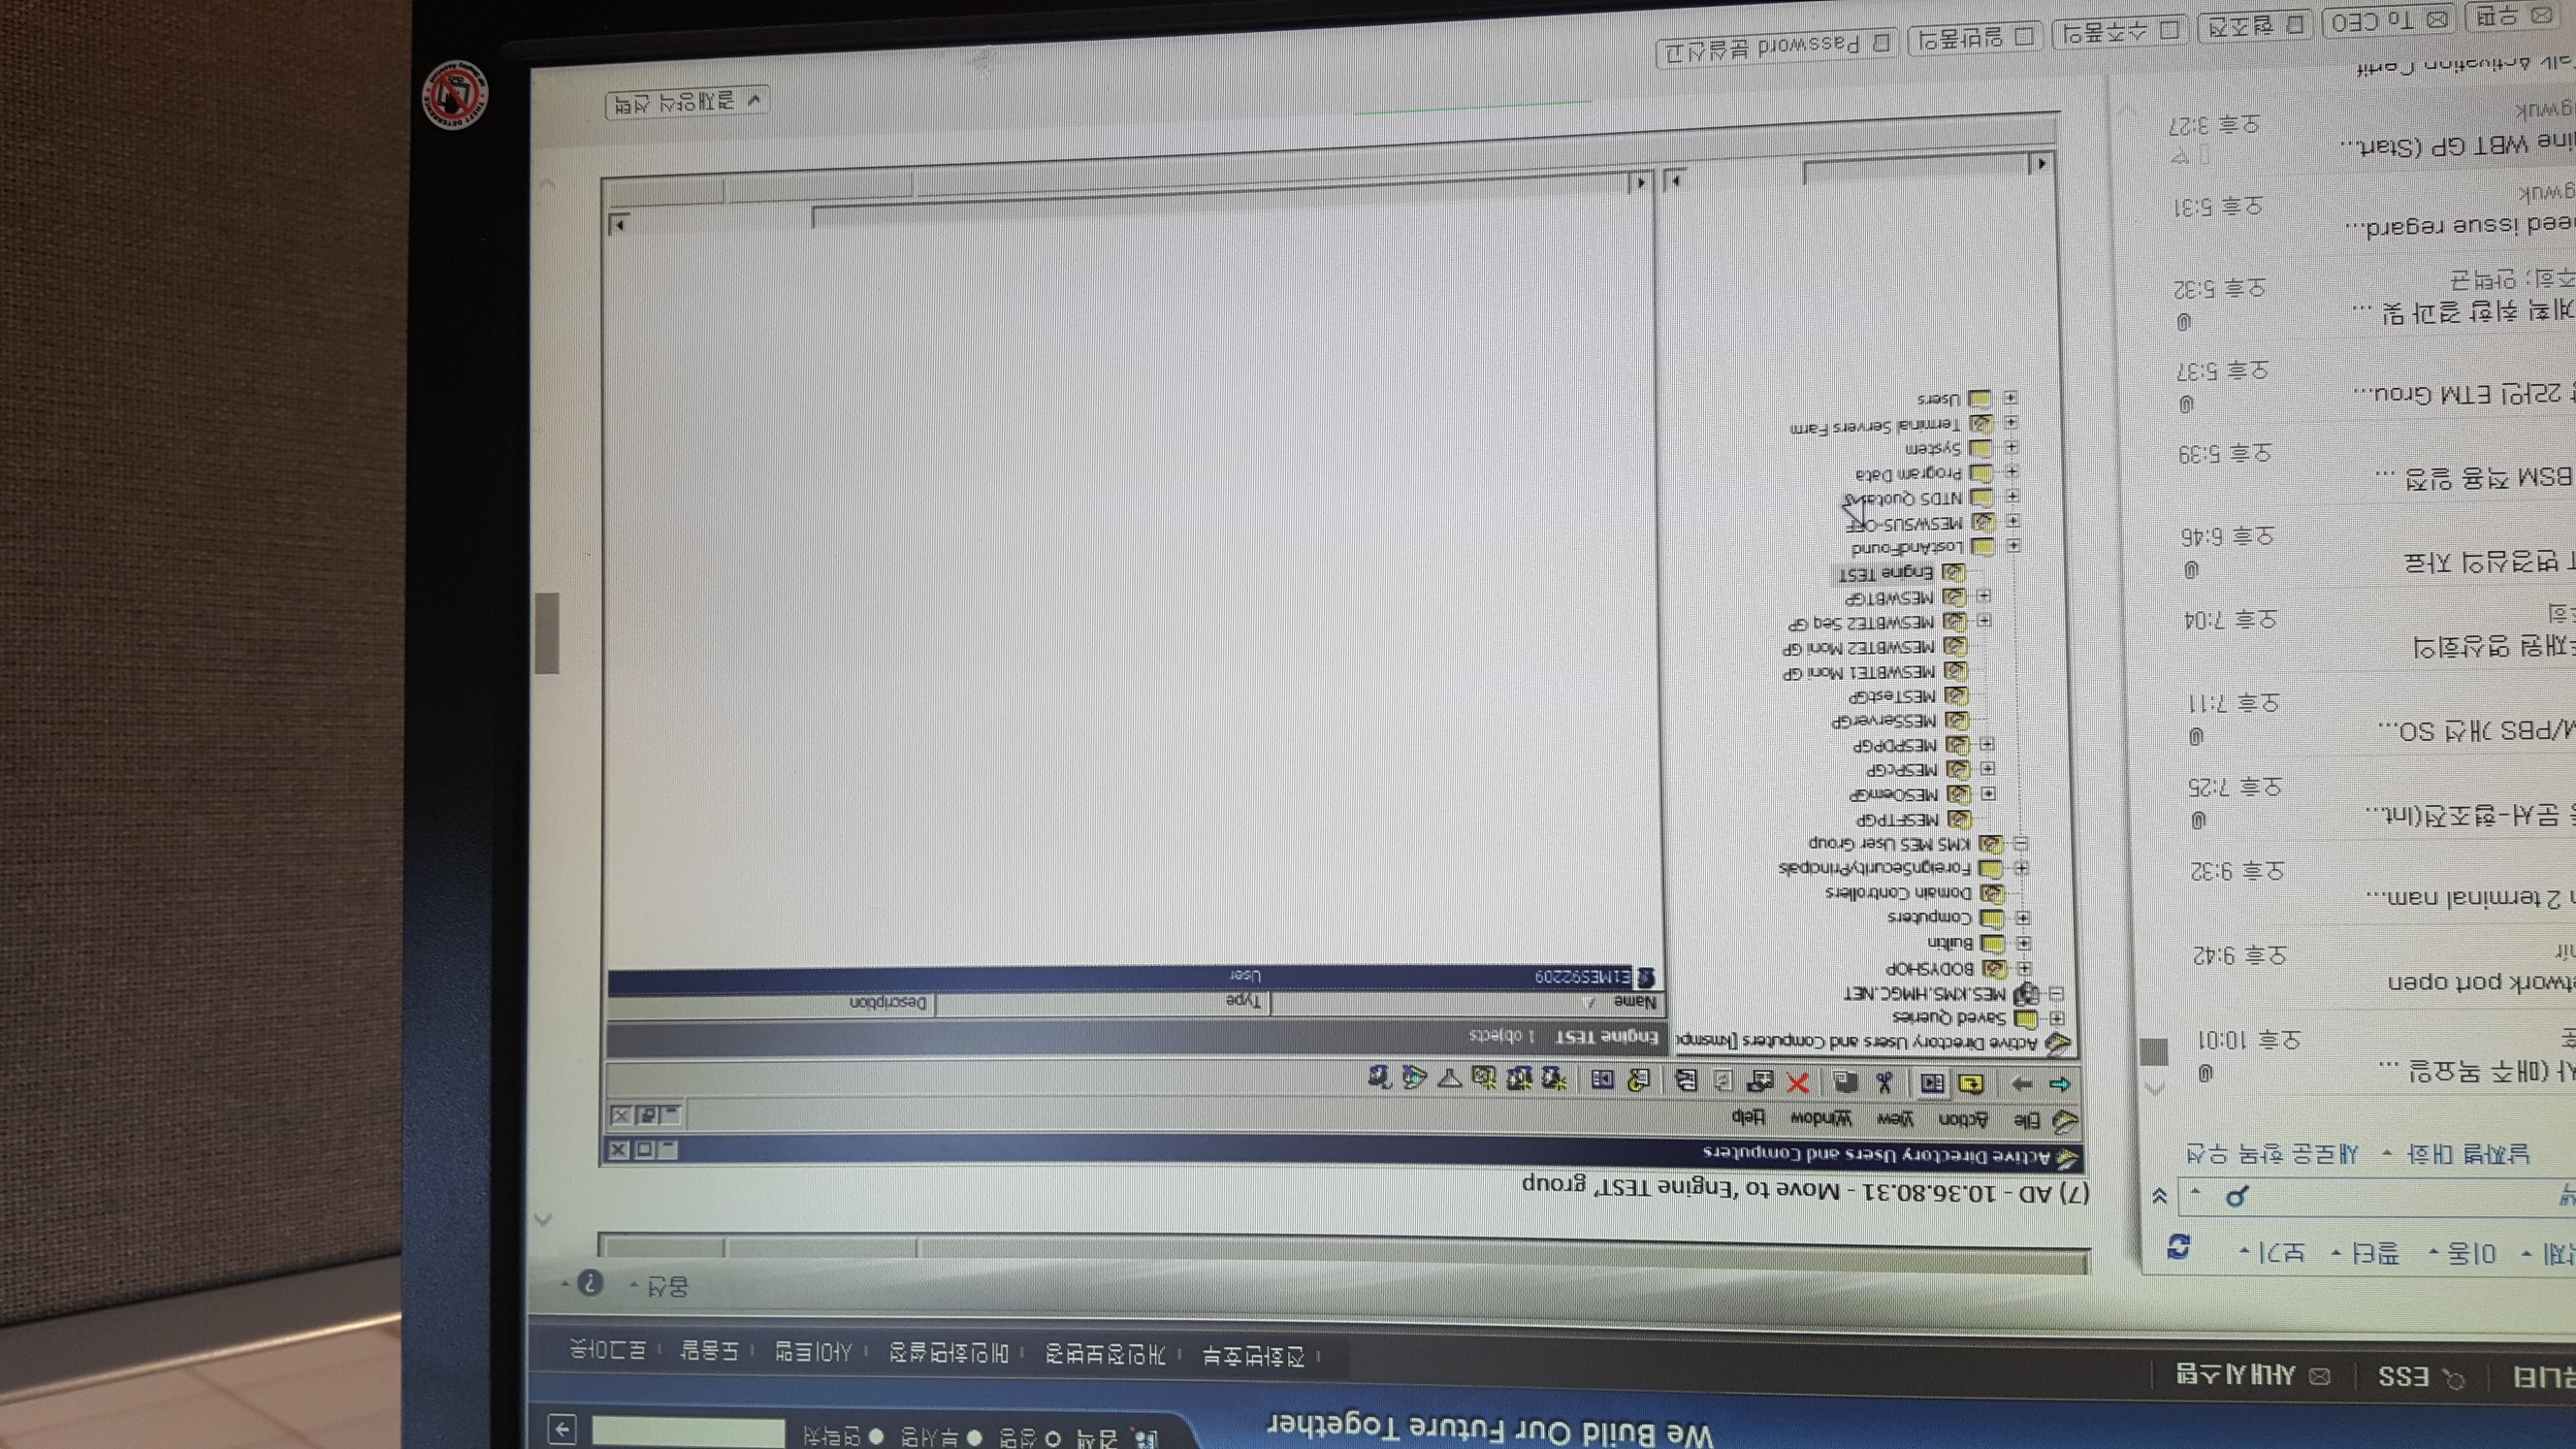 We Build Our Future Together
검색 성명 부서명 연락처
뮤니티 ESS 사내시스템
전화번호부 개인정보변경 메인화면설정 사이트맵 도움말 로그아웃
옵션
삭제 이동 필터 보기
색
날짜별 대화 새로운 항목 우선
사 (매주 목요일 ...
훈 오후 10:01
etwork port open
nír 오후 9:42
n 2 terminal nam...
오후 9:32
문서-협조전(Int...
오후 7:25
M/PBS 개선 SO...
오후 7:11
주재원 영상회의
주희 오후 7:04
T 변경심의 자료
오후 6:46
BSM 적용 일정 ...
오후 5:39
2라인 ETM Grou...
오후 5:37
계획 취합 결과 및 ...
주희; 안택균 오후 5:32
peed issue regard...
gwuk 오후 5:31
gine WBT GP (Start...
gwuk 오후 3:27
Talk Activation Certif
(7) AD - 10.36.80.31 - Move to ‘Engine TEST’ group
Active Directory Users and Computers
File Action View Window Help
Active Directory Users and Computers [kmsmp
Saved Queries
MES.KMS.HMGC.NET
BODYSHOP
Builtin
Computers
Domain Controllers
ForeignSecurityPrincipals
KMS MES User Group
MESFTPGP
MESOemGP
MESPcGP
MESPDPGP
MESServerGP
MESTestGP
MESWBTE1 Moni GP
MESWBTE2 Moni GP
MESWBTE2 Seq GP
MESWBTGP
Engine TEST
LostAndFound
MESWSUS-OFF
NTDS Quotas
Program Data
System
Terminal Servers Farm
Users
Engine TEST 1 objects
Name Type Description
E1MES92209 User
결재양식 선택
우편 To CEO 협조전 수주품의 일반품의 Password 분실신고
THEFT DETERRENCE